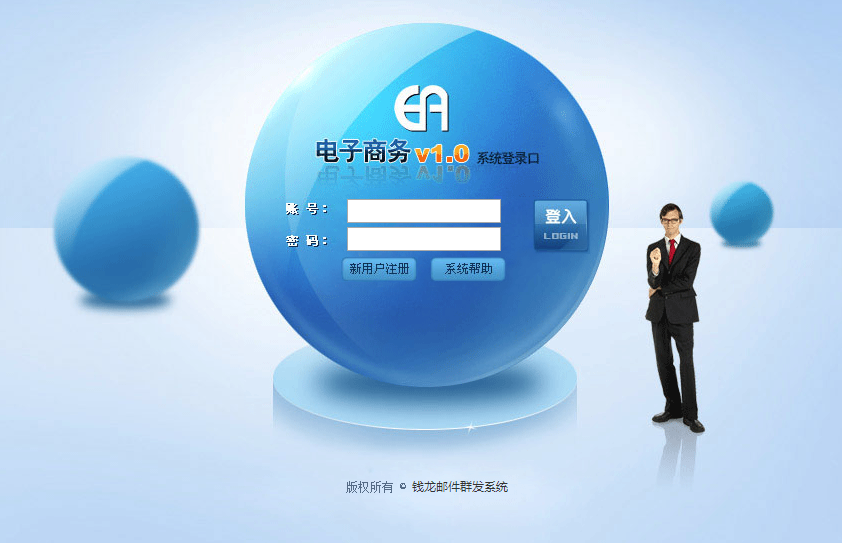 EA
电子商务 v1.0 系统登录口
账 号：
密 码：
登入
LOGIN
新用户注册 系统帮助
版权所有 © 钱龙邮件群发系统